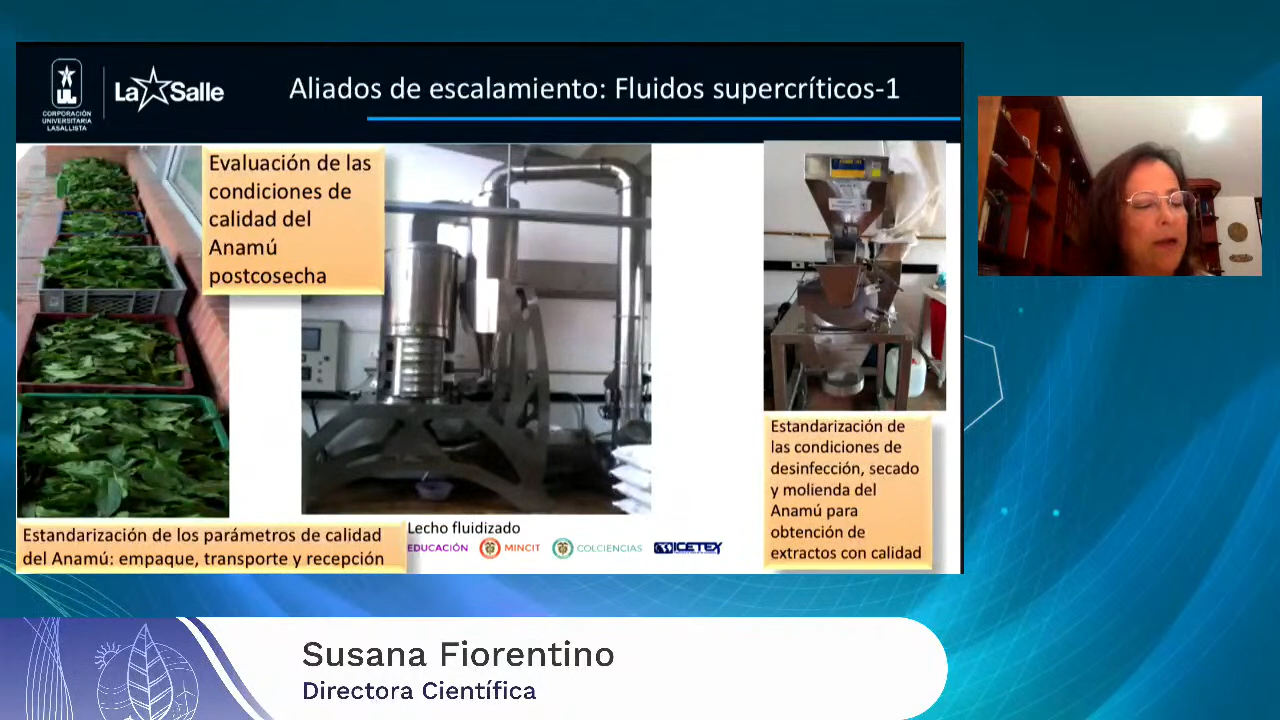 CORPORACIÓN
UNIVERSITARIA
LASALLISTA
La Salle
Aliados de escalamiento: Fluidos supercríticos-1
Evaluación de las
condiciones de
calidad del
Anamú
postcosecha
Estandarización de
las condiciones de
desinfección, secado
y molienda del
Anamú para
obtención de
extractos con calidad
Estandarización de los parámetros de calidad
del Anamú: empaque, transporte y recepción
Lecho fluidizado
EDUCACIÓN
MINCIT
COLCIENCIAS
ICETEX
Susana Fiorentino
Directora Científica